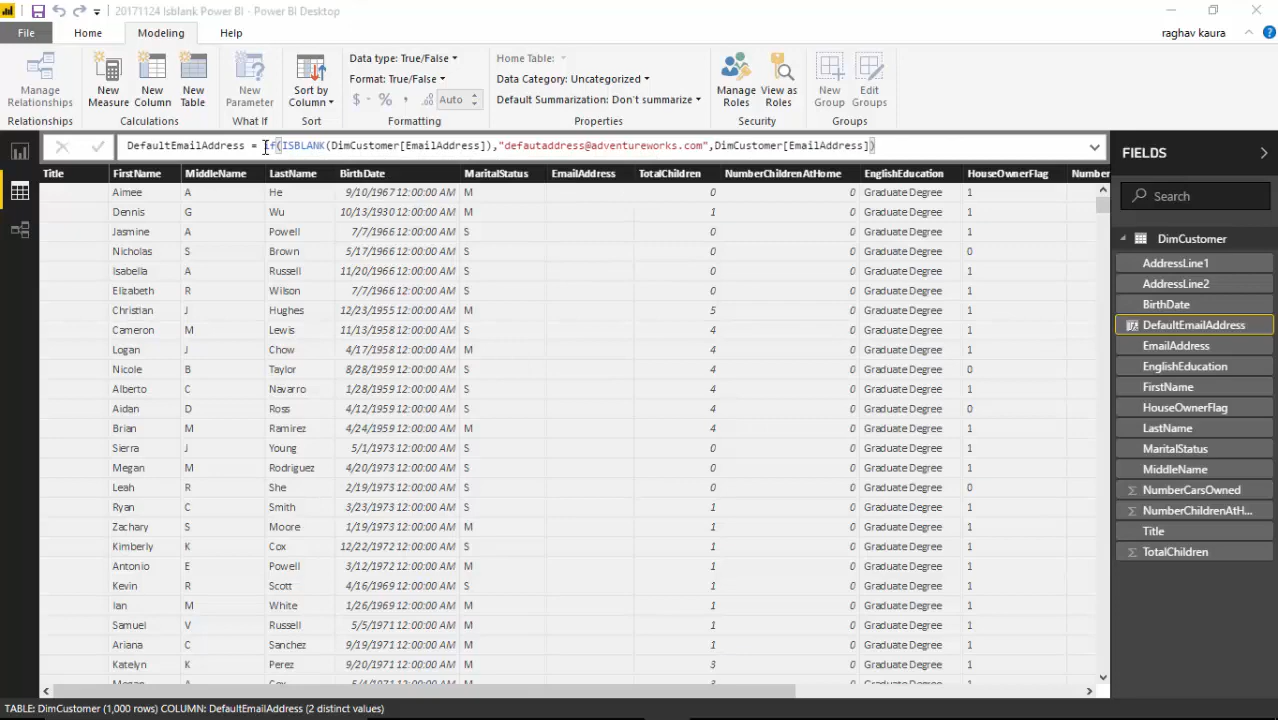 20171124 Isblank Power BI - Power BI Desktop
File Home Modeling Help raghav kaura
Manage Relationships
New Measure
New Column
New Table
New Parameter
Sort by Column
Data type: True/False
Format: True/False
$ % , .00 Auto
Home Table:
Data Category: Uncategorized
Default Summarization: Don't summarize
Manage Roles
View as Roles
New Group
Edit Groups
Relationships Calculations What If Sort Formatting Properties Security Groups
DefaultEmailAddress = If(ISBLANK(DimCustomer[EmailAddress]),"defautaddress@adventureworks.com",DimCustomer[EmailAddress])
Title FirstName MiddleName LastName BirthDate MaritalStatus EmailAddress TotalChildren NumberChildrenAtHome EnglishEducation HouseOwnerFlag Number
Aimee A He 9/10/1967 12:00:00 AM M 0 0 Graduate Degree 1
Dennis G Wu 10/13/1930 12:00:00 AM M 1 0 Graduate Degree 1
Jasmine A Powell 7/7/1966 12:00:00 AM S 0 0 Graduate Degree 1
Nicholas S Brown 5/17/1966 12:00:00 AM S 0 0 Graduate Degree 0
Isabella A Russell 11/20/1966 12:00:00 AM S 0 0 Graduate Degree 1
Elizabeth R Wilson 7/7/1966 12:00:00 AM S 0 0 Graduate Degree 1
Christian J Hughes 12/23/1955 12:00:00 AM M 5 0 Graduate Degree 1
Cameron M Lewis 11/13/1958 12:00:00 AM S 4 0 Graduate Degree 1
Logan J Chow 4/17/1958 12:00:00 AM M 4 0 Graduate Degree 1
Nicole B Taylor 8/28/1959 12:00:00 AM S 4 0 Graduate Degree 0
Alberto C Navarro 1/28/1959 12:00:00 AM S 4 0 Graduate Degree 1
Aidan D Ross 4/12/1959 12:00:00 AM S 4 0 Graduate Degree 0
Brian M Ramirez 4/24/1959 12:00:00 AM M 4 0 Graduate Degree 1
Sierra J Young 5/1/1973 12:00:00 AM S 0 0 Graduate Degree 1
Megan M Rodriguez 4/20/1973 12:00:00 AM S 0 0 Graduate Degree 1
Leah R She 2/19/1973 12:00:00 AM S 0 0 Graduate Degree 0
Ryan C Smith 3/23/1973 12:00:00 AM S 1 0 Graduate Degree 1
Zachary S Moore 1/19/1973 12:00:00 AM M 1 0 Graduate Degree 1
Kimberly K Cox 12/22/1972 12:00:00 AM S 1 0 Graduate Degree 1
Antonio E Powell 3/12/1972 12:00:00 AM M 1 0 Graduate Degree 1
Kevin R Scott 4/16/1969 12:00:00 AM S 1 0 Graduate Degree 1
Ian M White 1/26/1969 12:00:00 AM M 1 0 Graduate Degree 1
Samuel V Russell 5/5/1971 12:00:00 AM M 1 0 Graduate Degree 1
Ariana C Sanchez 9/19/1971 12:00:00 AM M 1 0 Graduate Degree 1
Katelyn K Perez 9/20/1971 12:00:00 AM M 3 0 Graduate Degree 1
Megan A Cox 5/4/1971 12:00:00 AM M 3 0 Graduate Degree 1
FIELDS
Search
DimCustomer
AddressLine1
AddressLine2
BirthDate
DefaultEmailAddress
EmailAddress
EnglishEducation
FirstName
HouseOwnerFlag
LastName
MaritalStatus
MiddleName
NumberCarsOwned
NumberChildrenAtH...
Title
TotalChildren
TABLE: DimCustomer (1,000 rows) COLUMN: DefaultEmailAddress (2 distinct values)